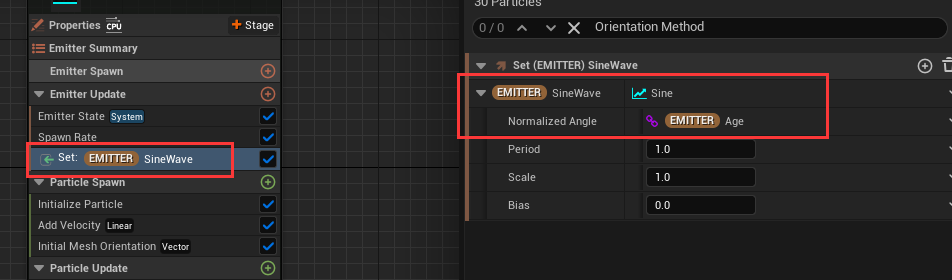 Properties CPU + Stage
Emitter Summary
Emitter Spawn
Emitter Update
Emitter State System
Spawn Rate
Set: EMITTER SineWave
Particle Spawn
Initialize Particle
Add Velocity Linear
Initial Mesh Orientation Vector
Particle Update
30 Particles
0 / 0 Orientation Method
Set (EMITTER) SineWave
EMITTER SineWave Sine
Normalized Angle EMITTER Age
Period 1.0
Scale 1.0
Bias 0.0